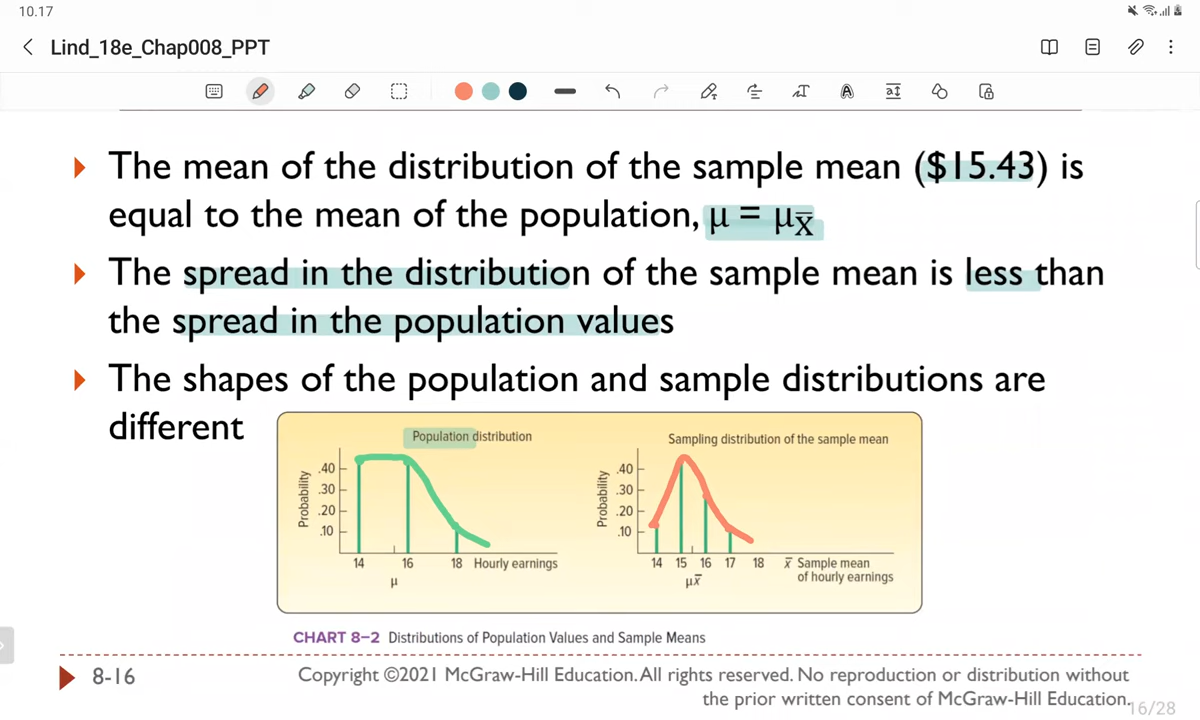 10.17
Lind_18e_Chap008_PPT
The mean of the distribution of the sample mean ($15.43) is
equal to the mean of the population, μ = μx̅
The spread in the distribution of the sample mean is less than
the spread in the population values
The shapes of the population and sample distributions are
different
Population distribution
Probability
.40
.30
.20
.10
14 16 18 Hourly earnings
μ
Sampling distribution of the sample mean
Probability
.40
.30
.20
.10
14 15 16 17 18 x̅ Sample mean
of hourly earnings
μx̅
CHART 8–2 Distributions of Population Values and Sample Means
8-16
Copyright ©2021 McGraw-Hill Education. All rights reserved. No reproduction or distribution without
the prior written consent of McGraw-Hill Education.
16/28